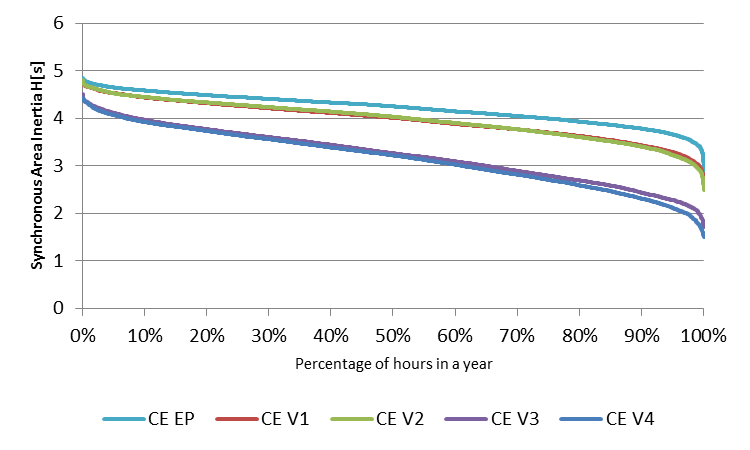 Synchronous Area Inertia H[s]
6
5
4
3
2
1
0
0% 10% 20% 30% 40% 50% 60% 70% 80% 90% 100%
Percentage of hours in a year
CE EP CE V1 CE V2 CE V3 CE V4